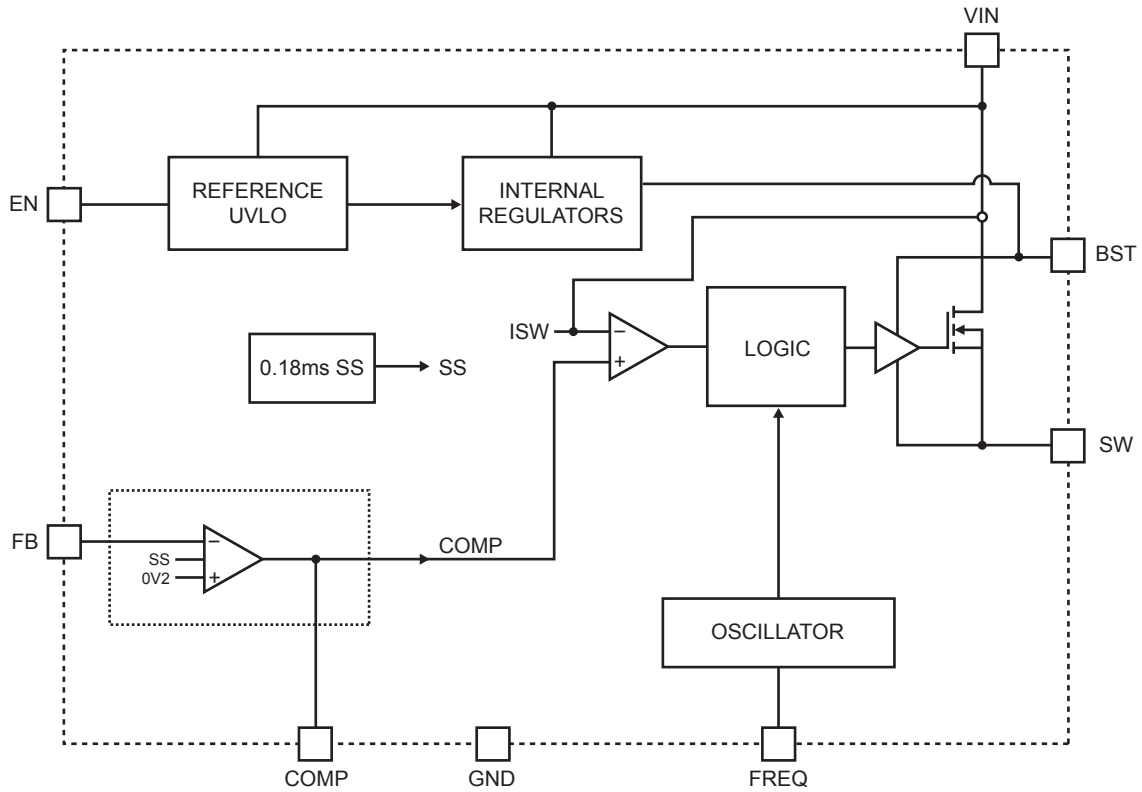 VIN
EN
REFERENCE
UVLO
INTERNAL
REGULATORS
BST
ISW
−
+
LOGIC
0.18ms SS
SS
SW
FB
−
SS
0V2
+
COMP
OSCILLATOR
COMP
GND
FREQ